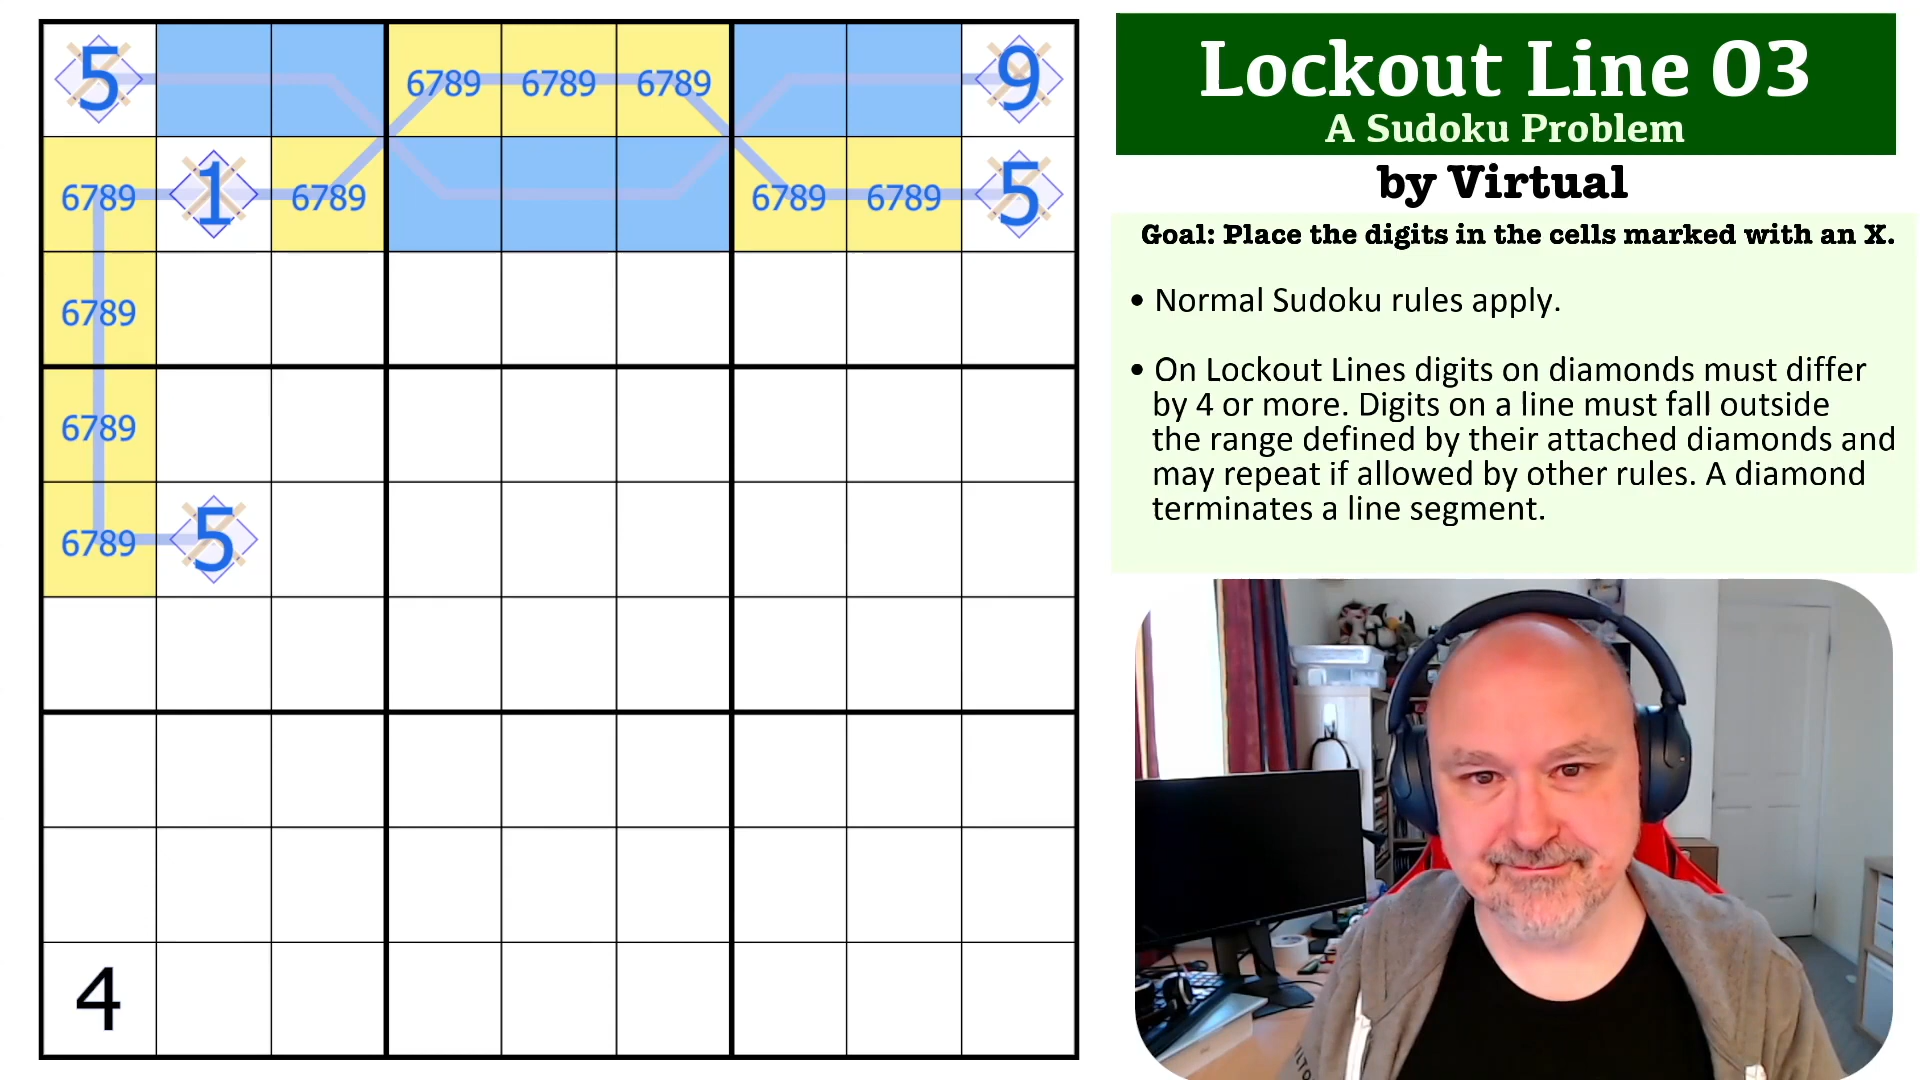 Lockout Line 03
A Sudoku Problem
by Virtual
Goal: Place the digits in the cells marked with an X.
• Normal Sudoku rules apply.
• On Lockout Lines digits on diamonds must differ
by 4 or more. Digits on a line must fall outside
the range defined by their attached diamonds and
may repeat if allowed by other rules. A diamond
terminates a line segment.
5 6789 6789 6789 9
6789 1 6789 6789 6789 5
6789
6789
6789 5
4